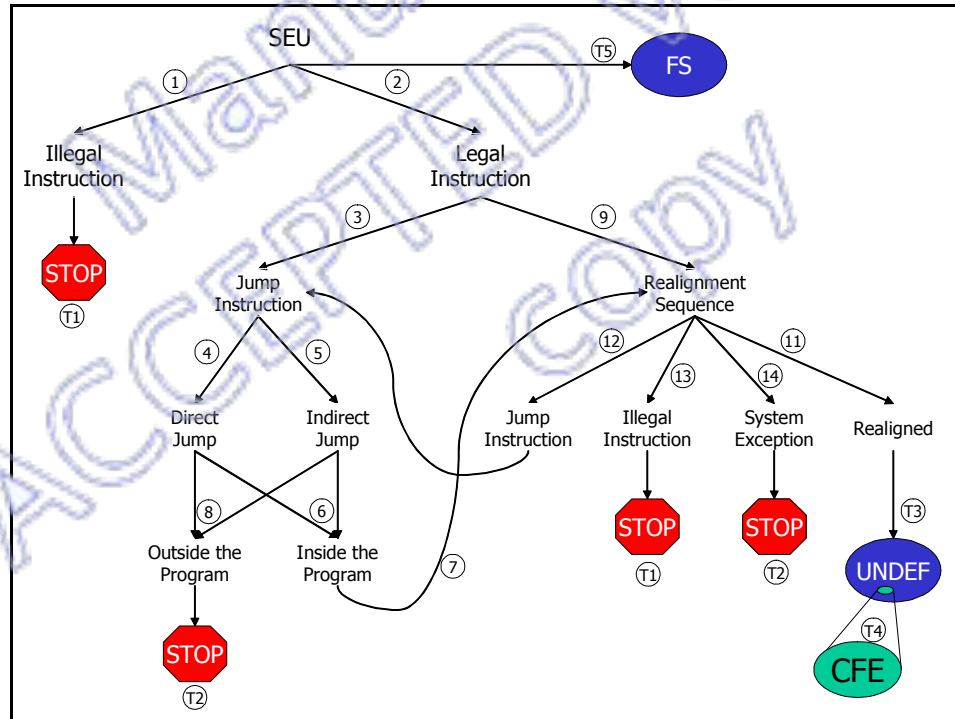 SEU
T5
FS
1
2
Illegal
Instruction
Legal
Instruction
3
9
STOP
T1
Jump
Instruction
Realignment
Sequence
4
5
12
13
14
11
Direct
Jump
Indirect
Jump
Jump
Instruction
Illegal
Instruction
System
Exception
Realigned
8
6
STOP
STOP
T3
Outside the
Program
Inside the
Program
7
T1
T2
UNDEF
STOP
T2
T4
CFE
ACCEPTED
copy